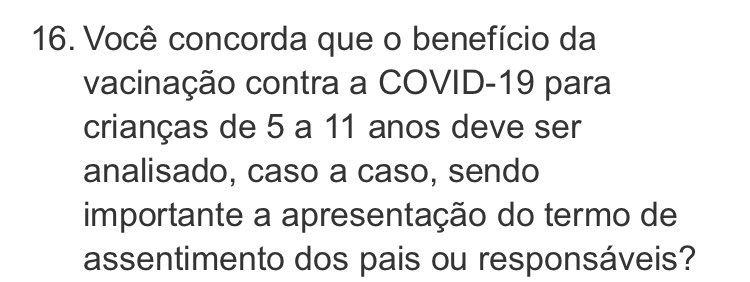 16. Você concorda que o benefício da
vacinação contra a COVID-19 para
crianças de 5 a 11 anos deve ser
analisado, caso a caso, sendo
importante a apresentação do termo de
assentimento dos pais ou responsáveis?